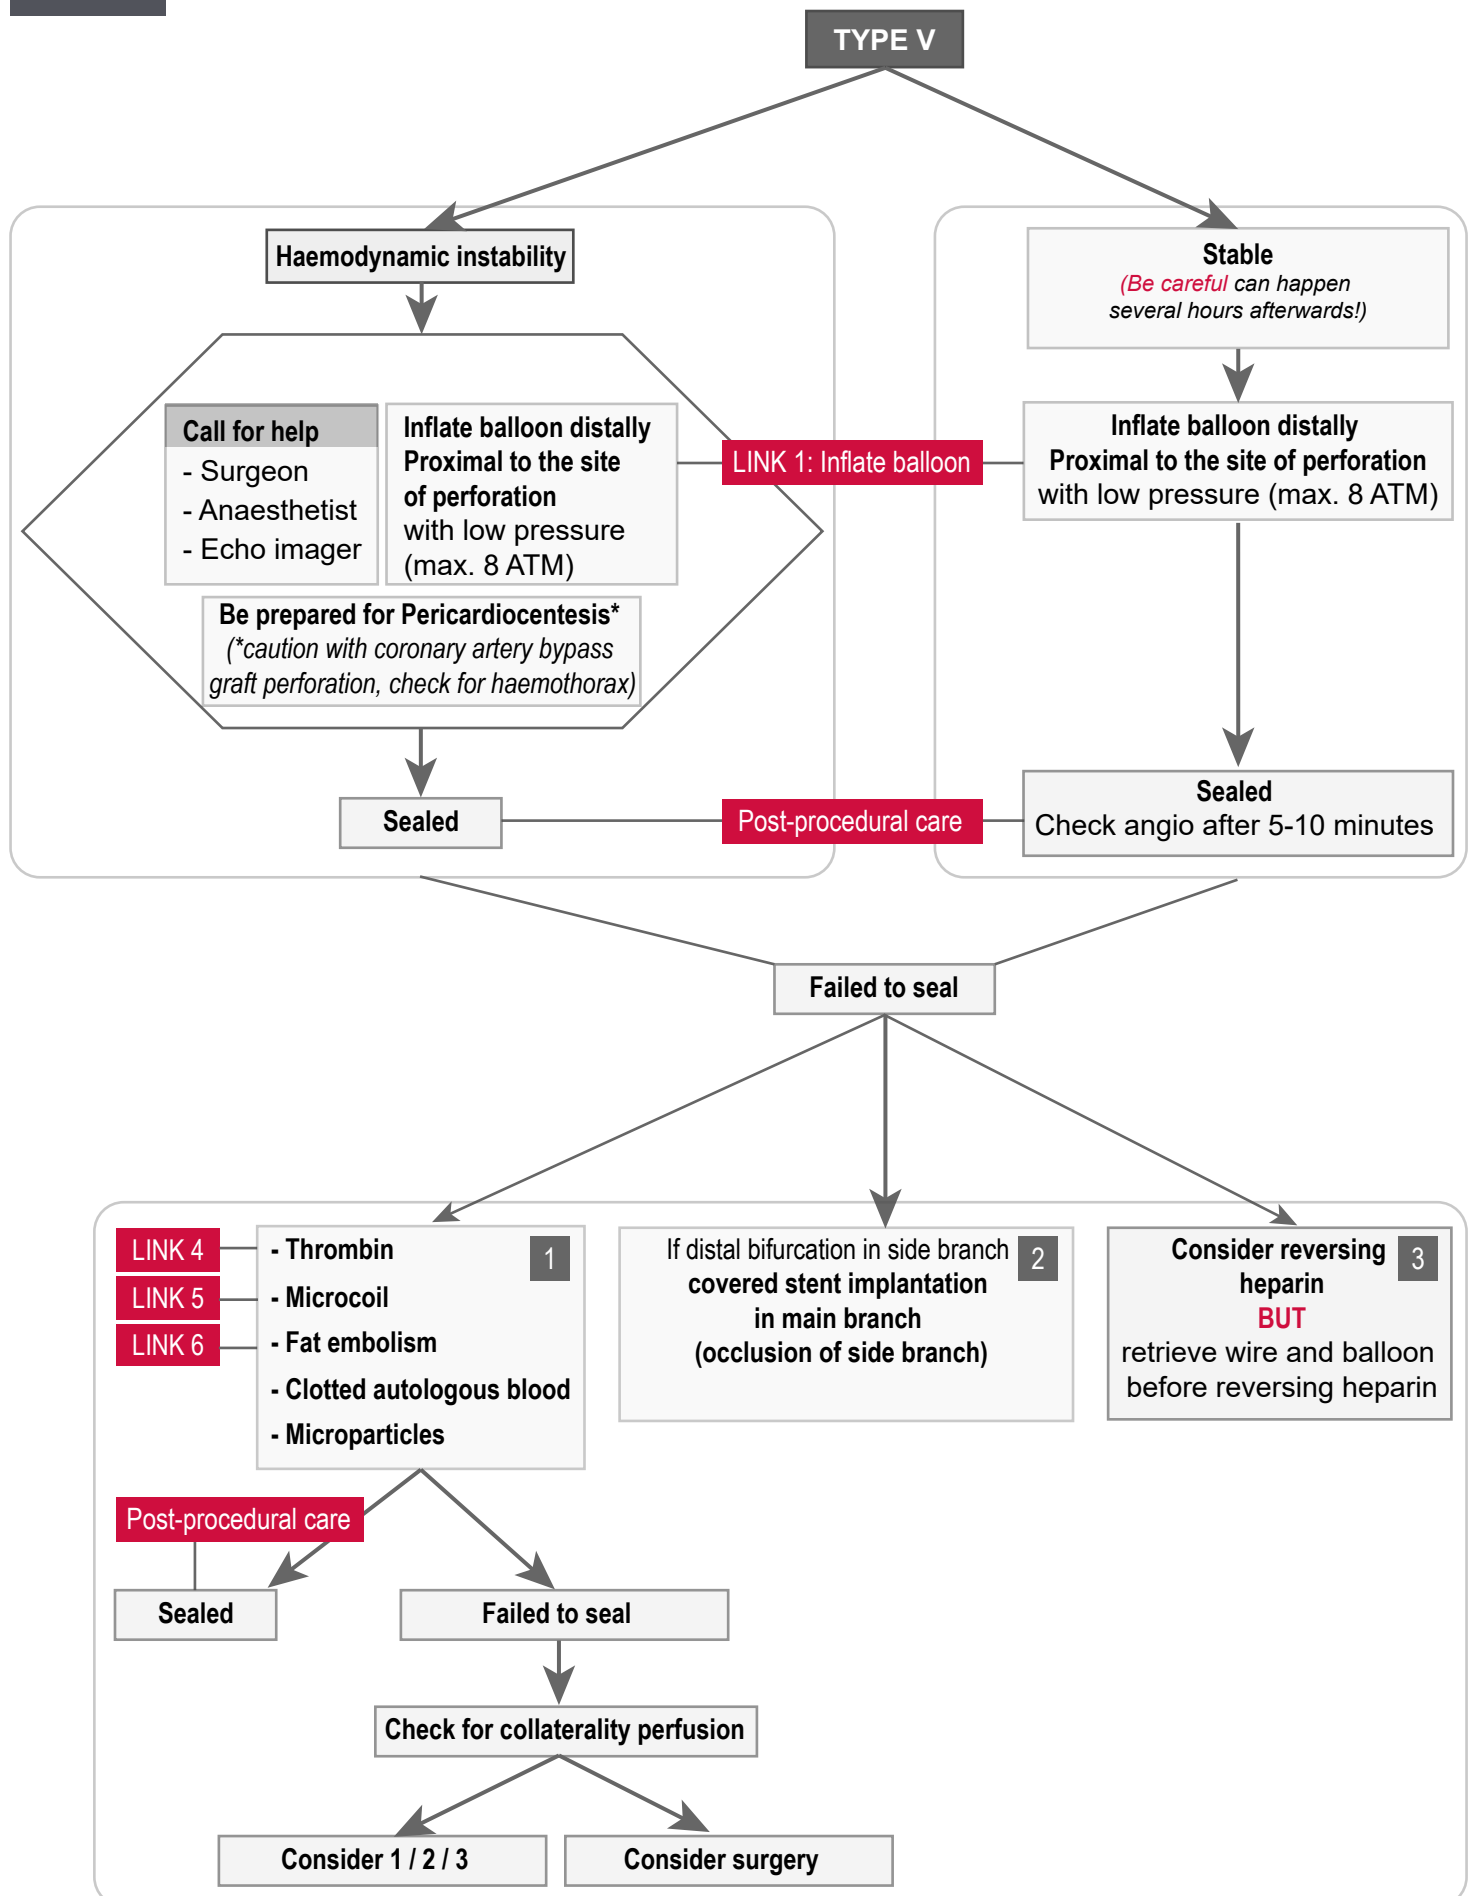 TYPE V
Haemodynamic instability
Call for help
- Surgeon
- Anaesthetist
- Echo imager
Inflate balloon distally
Proximal to the site
of perforation
with low pressure
(max. 8 ATM)
Be prepared for Pericardiocentesis*
(*caution with coronary artery bypass
graft perforation, check for haemothorax)
Sealed
LINK 1: Inflate balloon
Post-procedural care
Stable
(Be careful can happen
several hours afterwards!)
Inflate balloon distally
Proximal to the site of perforation
with low pressure (max. 8 ATM)
Sealed
Check angio after 5-10 minutes
Failed to seal
LINK 4
LINK 5
LINK 6
1
- Thrombin
- Microcoil
- Fat embolism
- Clotted autologous blood
- Microparticles
If distal bifurcation in side branch
2
covered stent implantation
in main branch
(occlusion of side branch)
Consider reversing
3
heparin
BUT
retrieve wire and balloon
before reversing heparin
Post-procedural care
Sealed
Failed to seal
Check for collaterality perfusion
Consider 1 / 2 / 3
Consider surgery